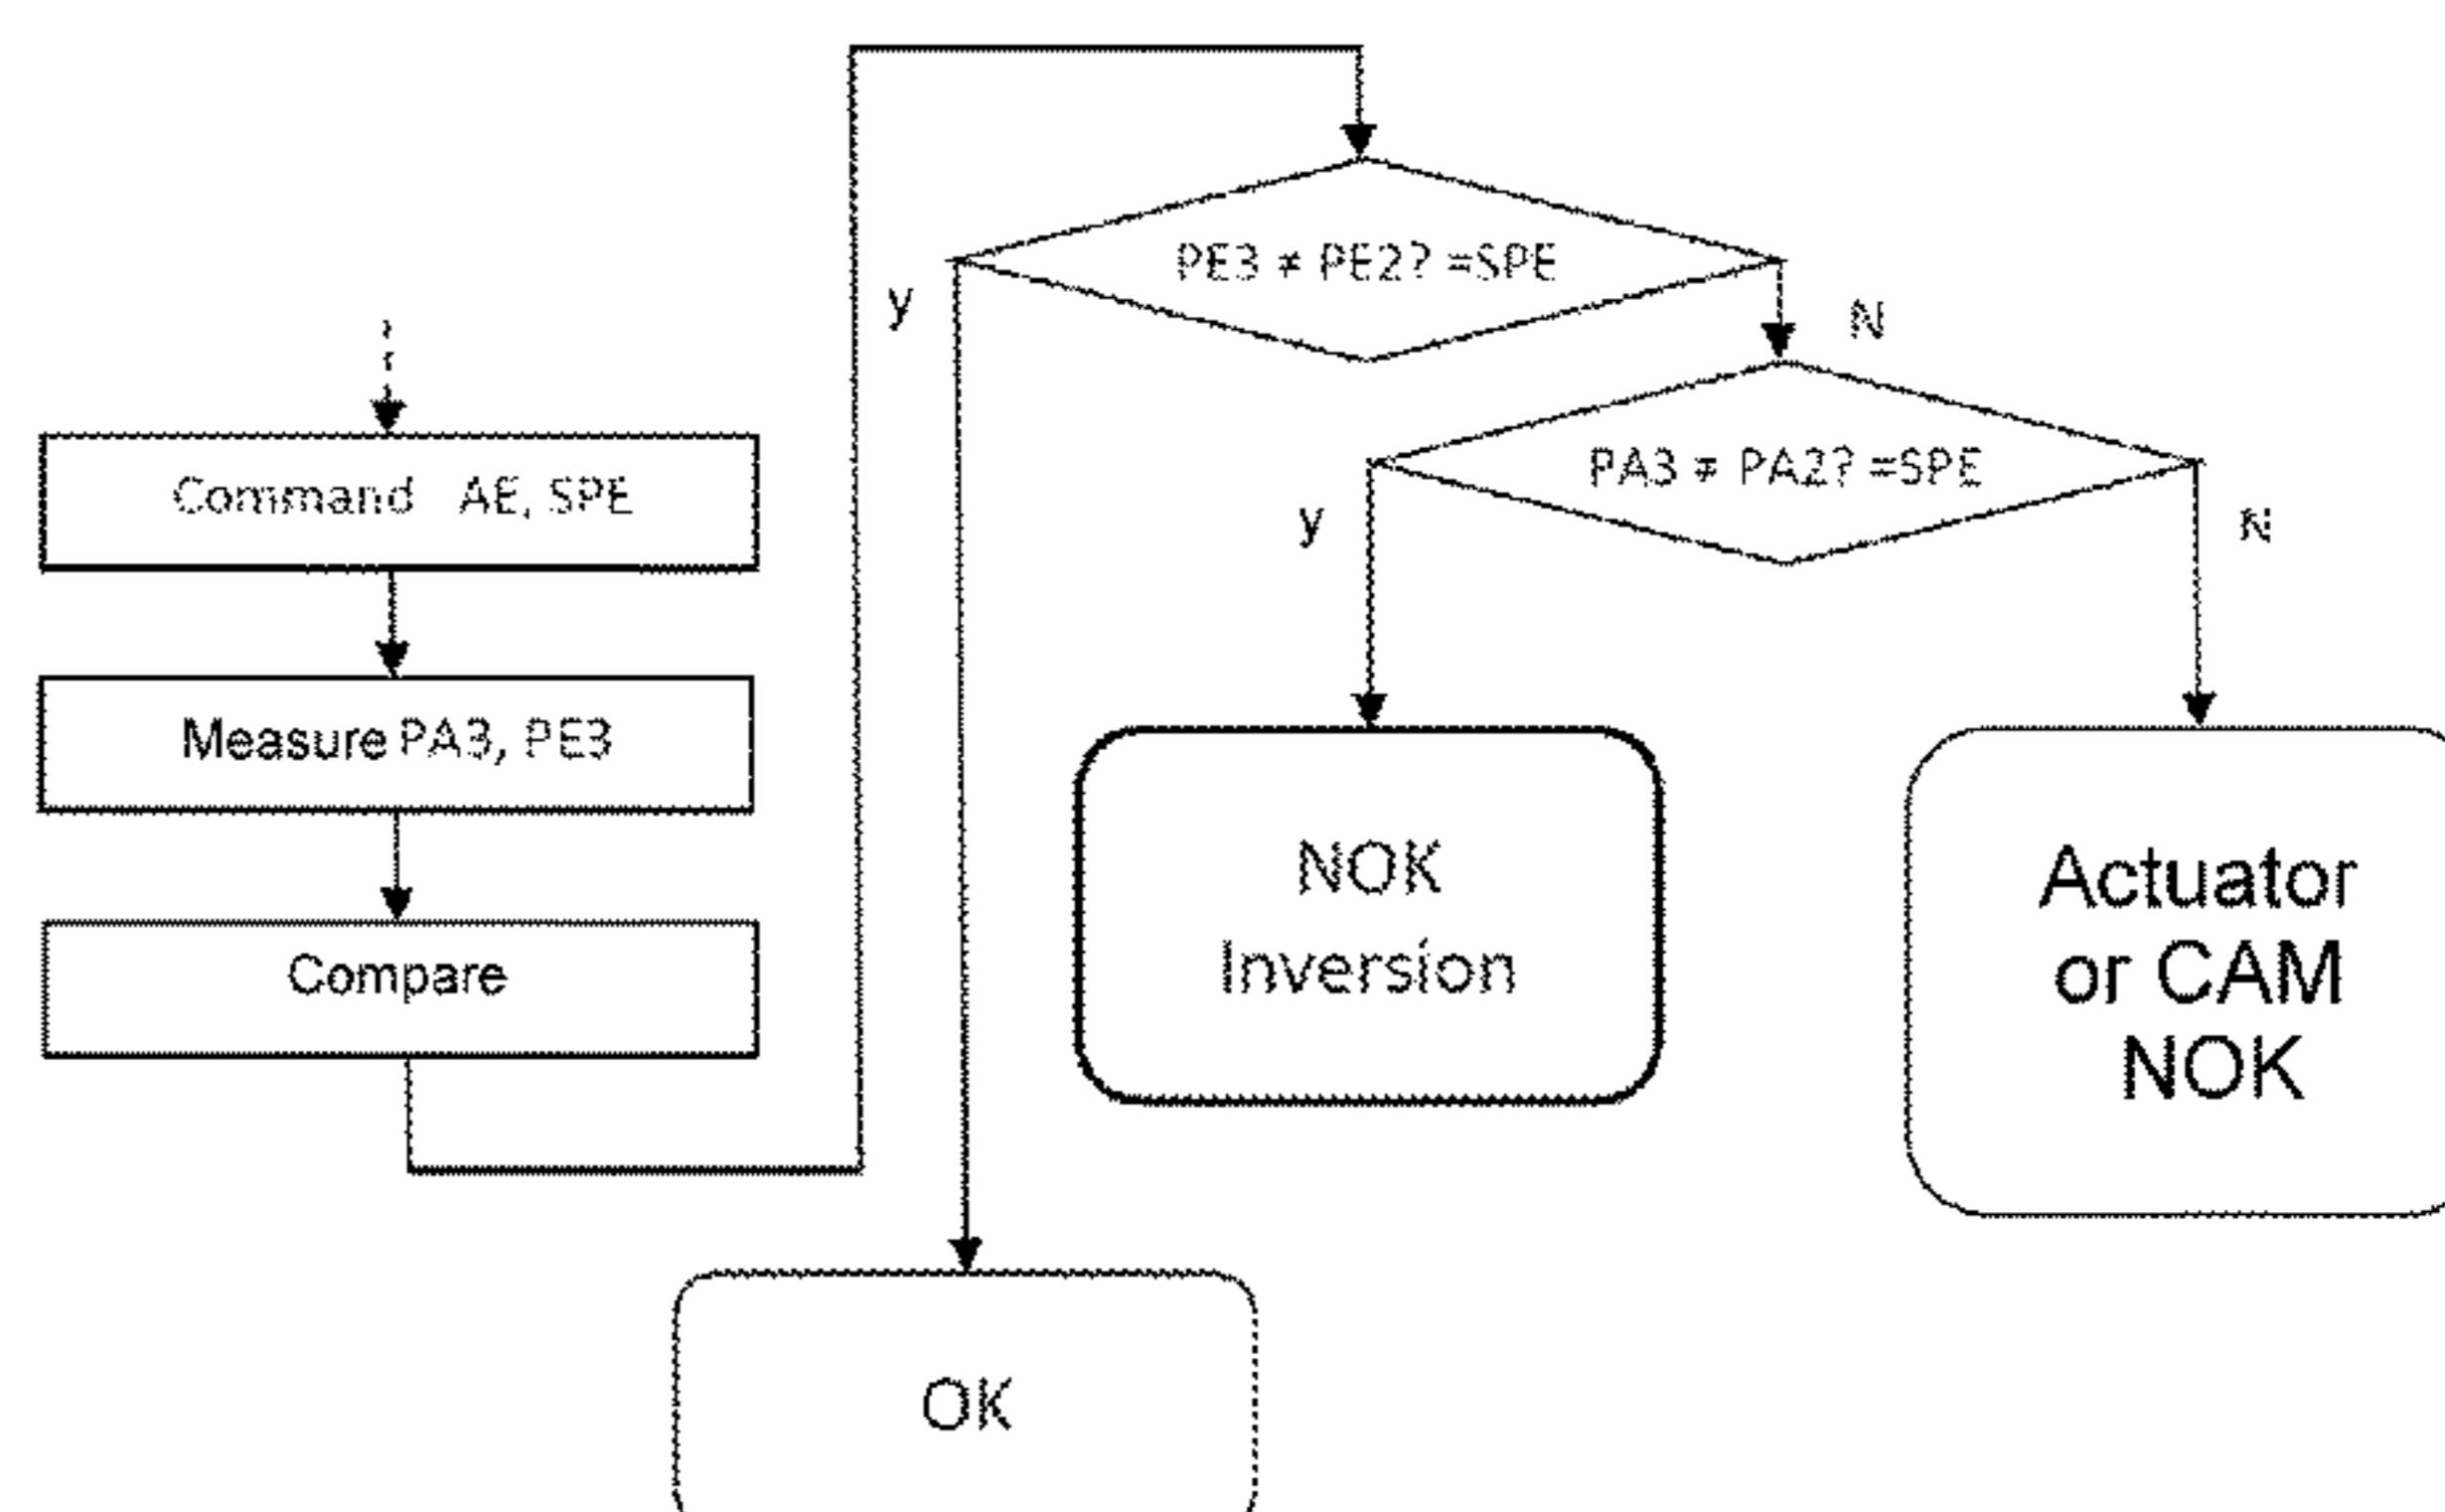 Command AE, SPE
Measure PA3, PE3
Compare
PE3 ≠ PE2? =SPE
y
N
PA3 ≠ PA2? =SPE
y
N
NOK
Inversion
Actuator
or CAM
NOK
OK